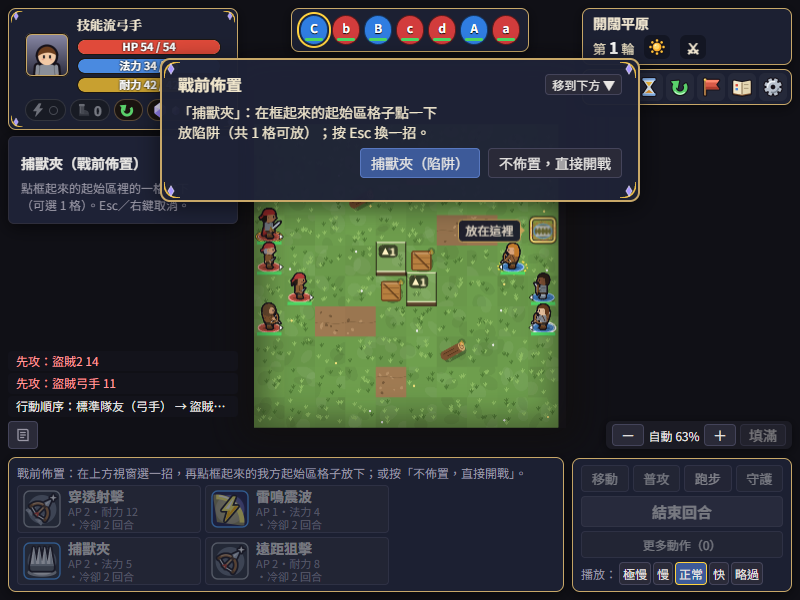 技能流弓手
HP 54 / 54
法力 34
耐力 42
0
C b B c d A a
開闊平原
第 1 輪
戰前佈置
移到下方▼
「捕獸夾」：在框起來的起始區格子點一下
放陷阱（共 1 格可放）；按 Esc 換一招。
捕獸夾（陷阱）
不佈置，直接開戰
捕獸夾（戰前佈置）
點框起來的起始區裡的一格
（可選 1 格）。Esc／右鍵取消。
放在這裡
▲1
▲1
先攻：盜賊2 14
先攻：盜賊弓手 11
行動順序：標準隊友（弓手） → 盜賊…
－ 自動 63% ＋ 填滿
戰前佈置：在上方視窗選一招，再點框起來的我方起始區格子放下；或按「不佈置，直接開戰」。
穿透射擊
AP 2・耐力 12
・冷卻 2 回合
雷鳴震波
AP 1・法力 4
・冷卻 2 回合
捕獸夾
AP 2・法力 5
・冷卻 2 回合
遠距狙擊
AP 2・耐力 8
・冷卻 2 回合
移動 普攻 跑步 守護
結束回合
更多動作（0）
播放： 極慢 慢 正常 快 略過